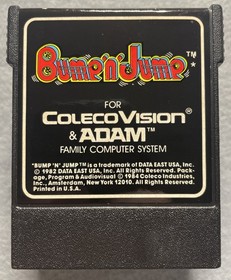 Bump 'n' Jump™
FOR
COLECOVISION®
& ADAM™
FAMILY COMPUTER SYSTEM
"BUMP 'N' JUMP™ is a trademark of DATA EAST USA, Inc.
© 1982 DATA EAST USA, Inc. All Rights Reserved. Pack-
age, Program & Audiovisual © 1984 Coleco Industries,
Inc., Amsterdam, New York 12010. All Rights Reserved.
Printed in U.S.A.